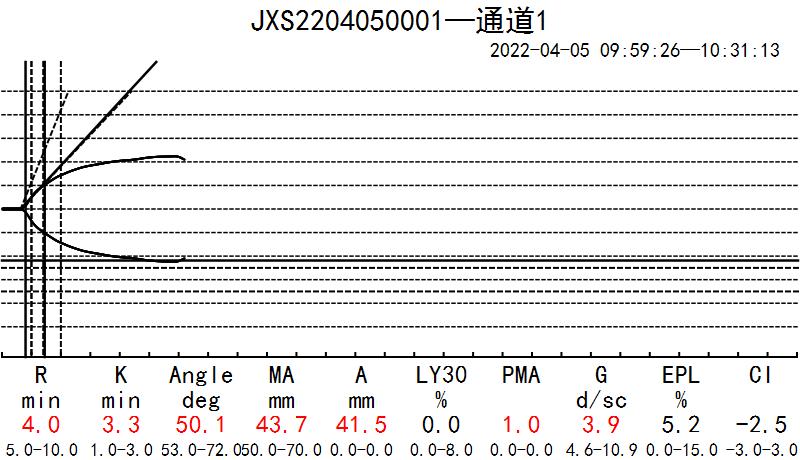 JXS2204050001—通道1
2022-04-05 09:59:26—10:31:13
R K Angle MA A LY30 PMA G EPL CI
min min deg mm mm % d/sc %
4.0 3.3 50.1 43.7 41.5 0.0 1.0 3.9 5.2 -2.5
5.0-10.0 1.0-3.0 53.0-72.0 50.0-70.0 0.0-0.0 0.0-8.0 0.0-0.0 4.6-10.9 0.0-15.0 -3.0-3.0